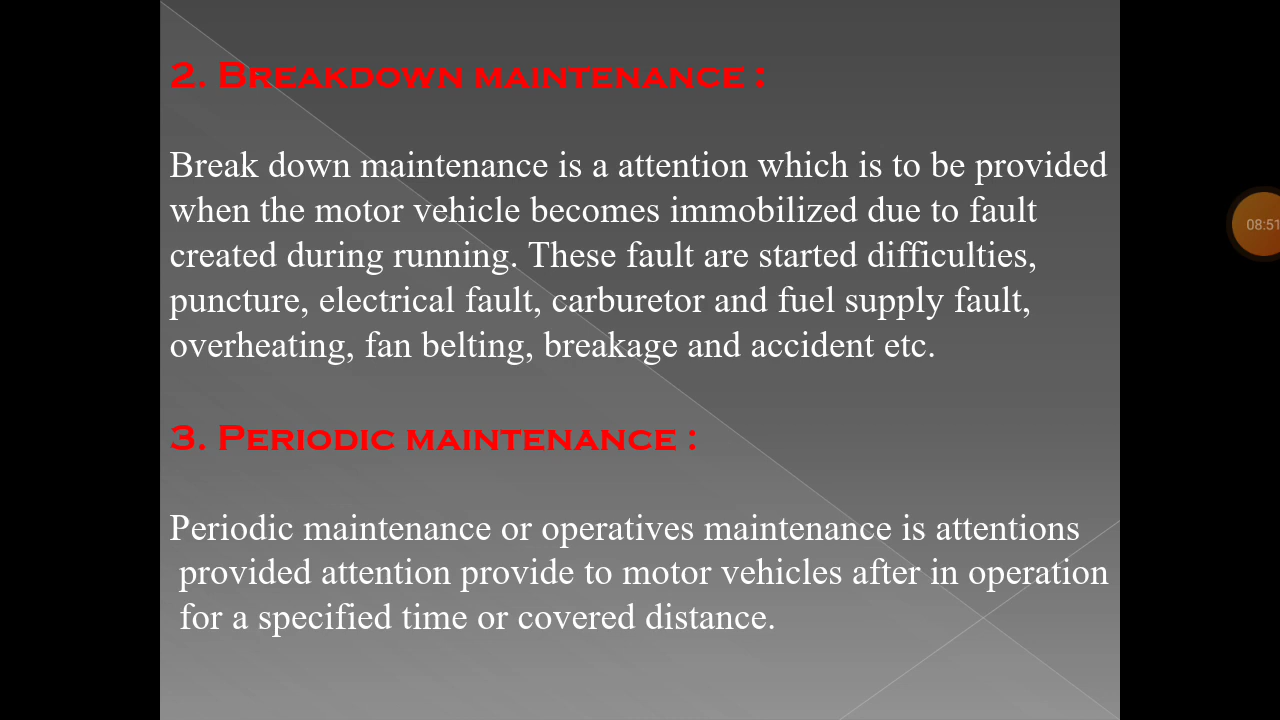 2. Breakdown maintenance :
Break down maintenance is a attention which is to be provided
when the motor vehicle becomes immobilized due to fault
created during running. These fault are started difficulties,
puncture, electrical fault, carburetor and fuel supply fault,
overheating, fan belting, breakage and accident etc.
3. Periodic maintenance :
Periodic maintenance or operatives maintenance is attentions
provided attention provide to motor vehicles after in operation
for a specified time or covered distance.
08:51